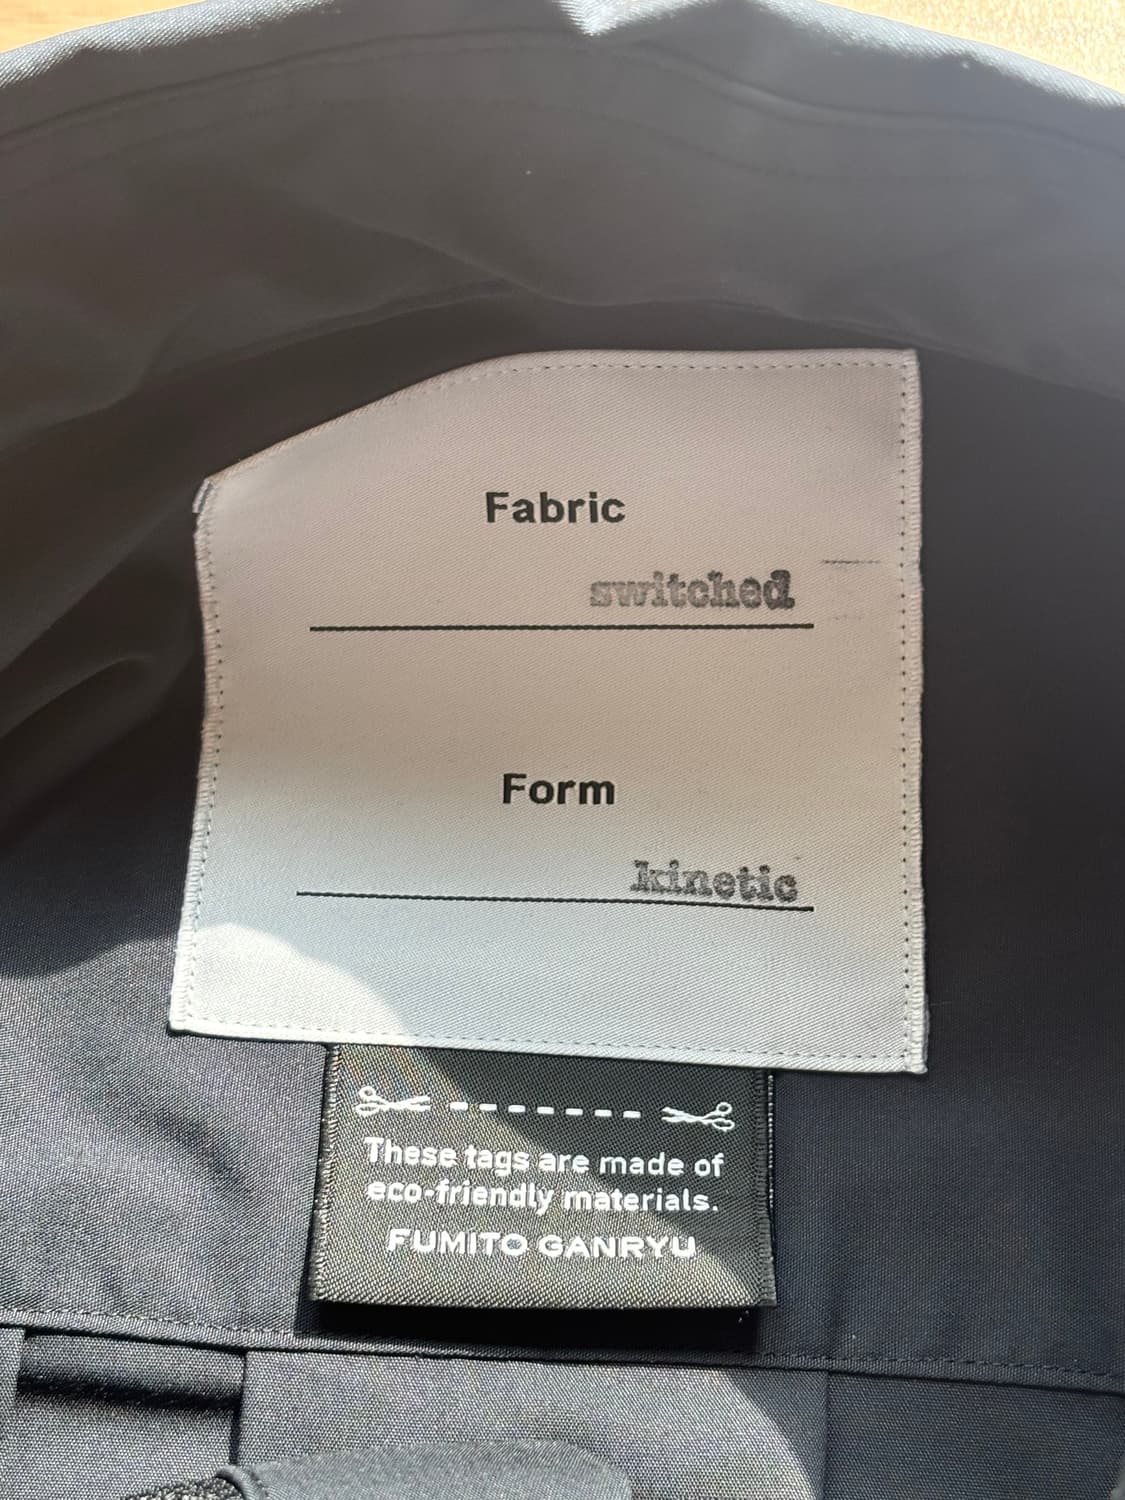 Fabric
switched
Form
kinetic
These tags are made of
eco-friendly materials.
FUMITO GANRYU